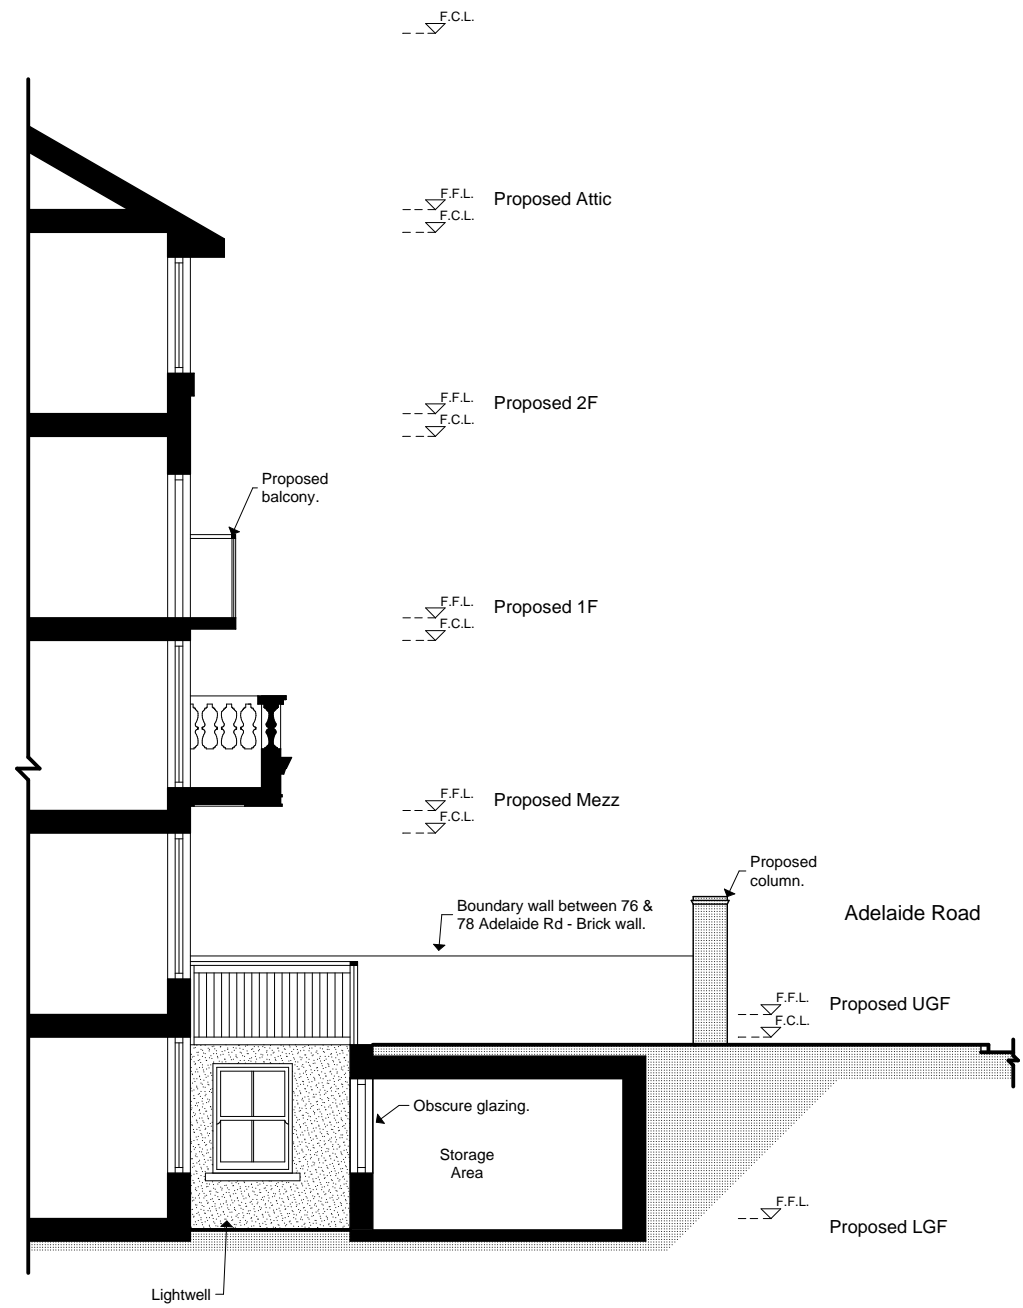 F.C.L.
F.F.L.
Proposed Attic
F.C.L.
F.F.L.
Proposed 2F
F.C.L.
Proposed
balcony.
F.F.L.
Proposed 1F
F.C.L.
F.F.L.
Proposed Mezz
F.C.L.
Proposed
column.
Boundary wall between 76 &
78 Adelaide Rd - Brick wall.
Adelaide Road
F.F.L.
Proposed UGF
F.C.L.
Obscure glazing.
Storage
Area
F.F.L.
Proposed LGF
Lightwell